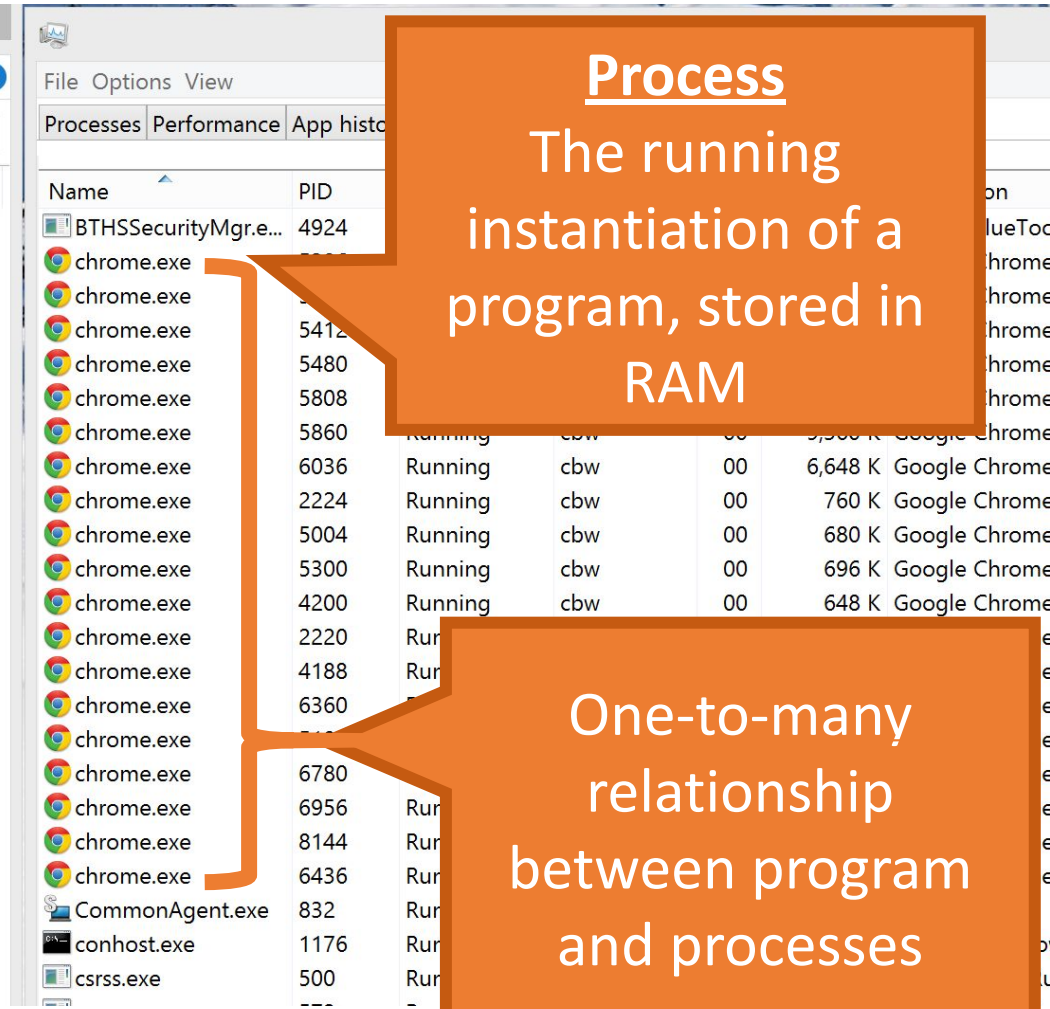 File Options View
Processes Performance App histo
Process
The running
instantiation of a
program, stored in
RAM
Name PID
BTHSSecurityMgr.e... 4924
chrome.exe
chrome.exe
chrome.exe 5412
chrome.exe 5480
chrome.exe 5808
chrome.exe 5860 Running cbw 00 Google Chrome
chrome.exe 6036 Running cbw 00 6,648 K Google Chrome
chrome.exe 2224 Running cbw 00 760 K Google Chrome
chrome.exe 5004 Running cbw 00 680 K Google Chrome
chrome.exe 5300 Running cbw 00 696 K Google Chrome
chrome.exe 4200 Running cbw 00 648 K Google Chrome
chrome.exe 2220
chrome.exe 4188
chrome.exe 6360
chrome.exe
chrome.exe 6780
chrome.exe 6956
chrome.exe 8144
chrome.exe 6436
CommonAgent.exe 832
conhost.exe 1176
csrss.exe 500
One-to-many
relationship
between program
and processes